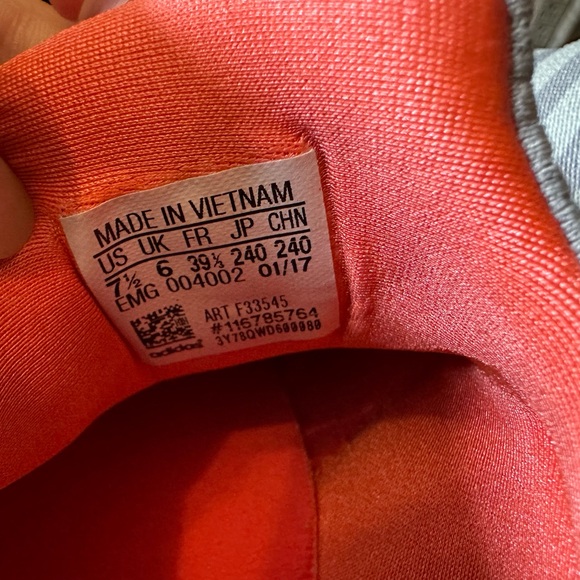 MADE IN VIETNAM
US UK FR JP CHN
7½ 6 39⅓ 240 240
EMG 004002 01/17
ART F33545
#116785764
3Y78QWD600980
adidas